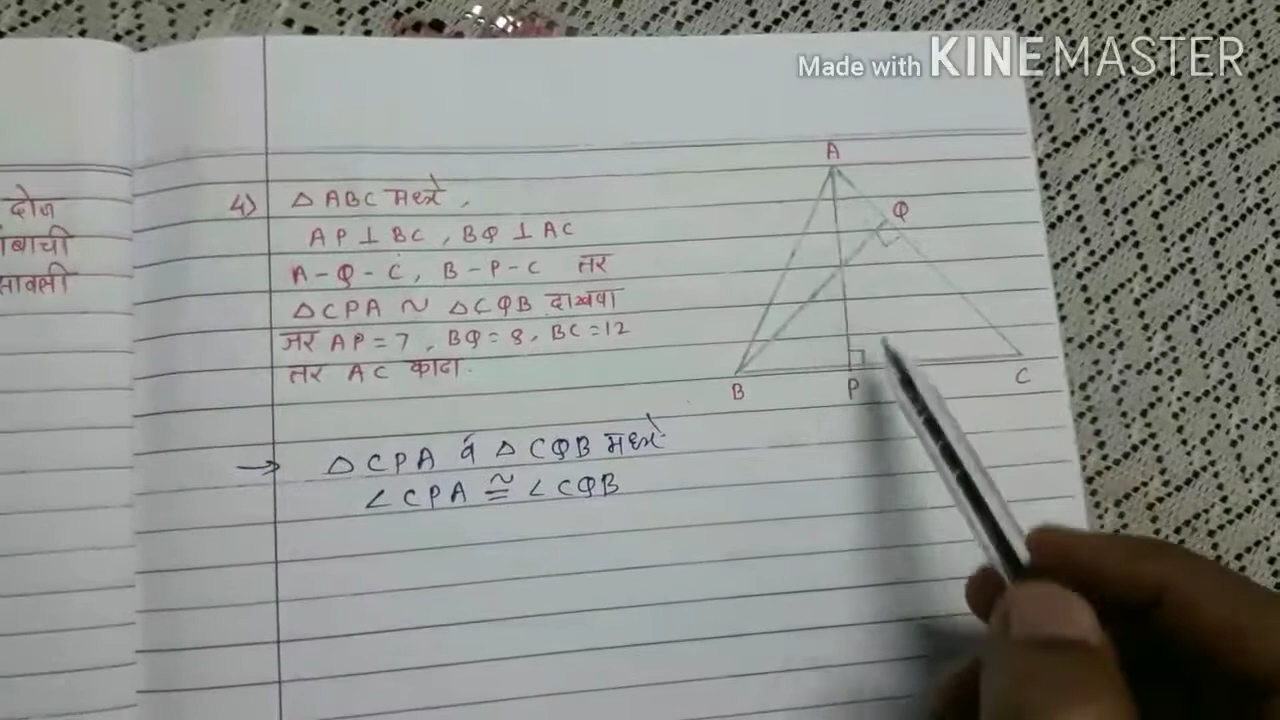 Made with KINEMASTER
दोन
ांबाची
सावली
4) △ ABC मध्ये,
AP ⊥ BC , BQ ⊥ AC
A - Q - C , B - P - C तर
△ CPA ~ △ CQB दाखवा
जर AP = 7 , BQ = 8 , BC = 12
तर AC काढा.
A
Q
B
P
C
→ △ CPA व △ CQB मध्ये
∠ CPA ≅ ∠ CQB